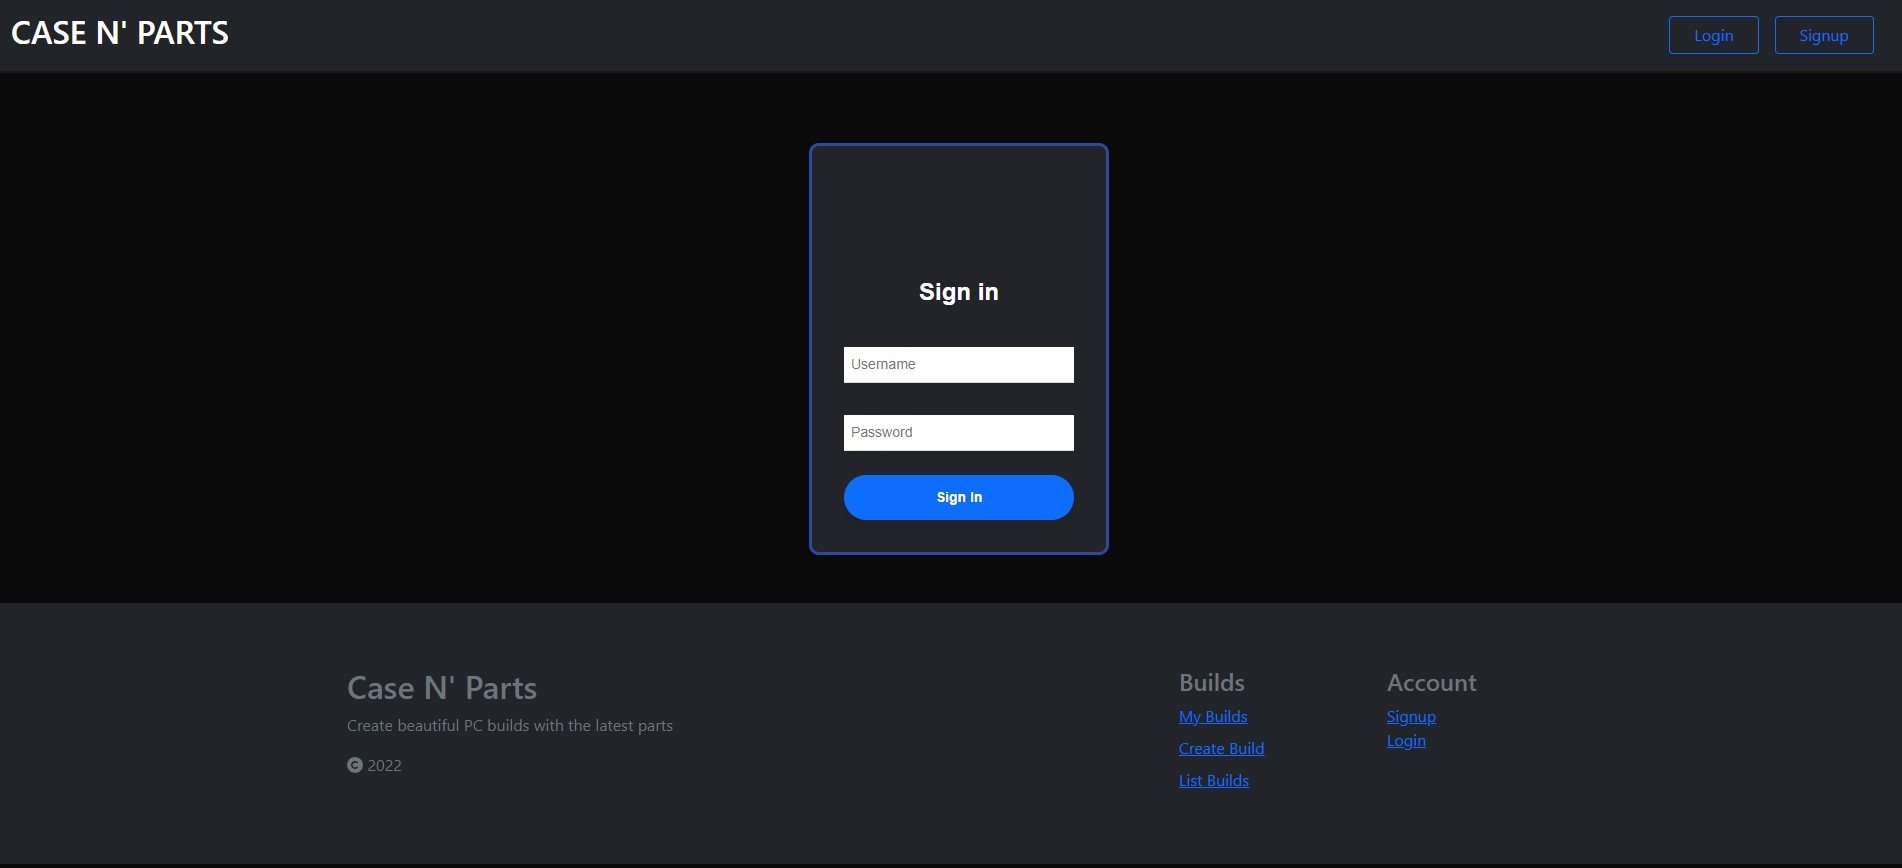 CASE N' PARTS
Login
Signup
Sign in
Username
Password
Sign In
Case N' Parts
Create beautiful PC builds with the latest parts
© 2022
Builds
My Builds
Create Build
List Builds
Account
Signup
Login